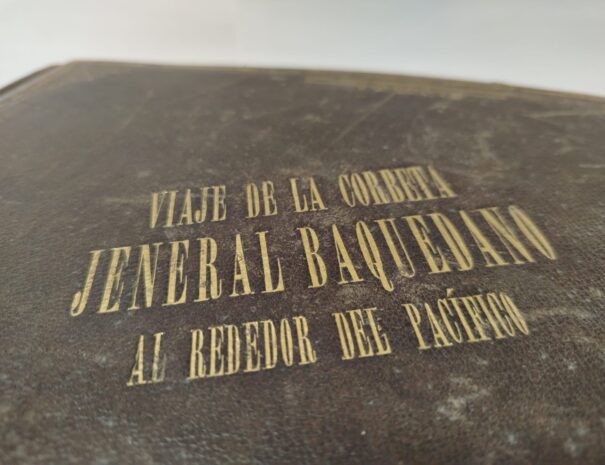 VIAJE DE LA CORBETA
JENERAL BAQUEDANO
AL REDEDOR DEL PACÍFICO